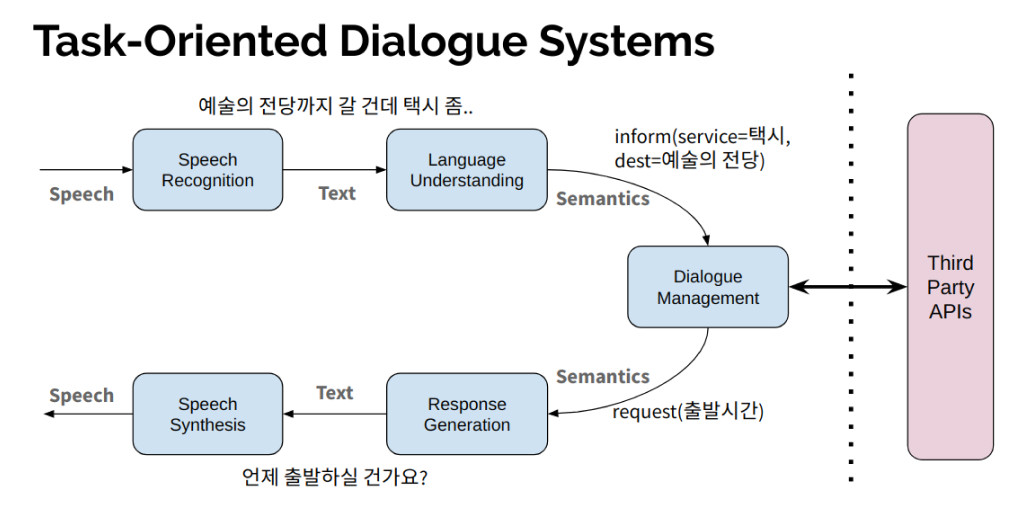 Task-Oriented Dialogue Systems
예술의 전당까지 갈 건데 택시 좀..
Speech
Speech
Recognition
Text
Language
Understanding
Semantics
inform(service=택시,
dest=예술의 전당)
Dialogue
Management
Third
Party
APIs
Semantics
request(출발시간)
Response
Generation
Text
Speech
Synthesis
Speech
언제 출발하실 건가요?